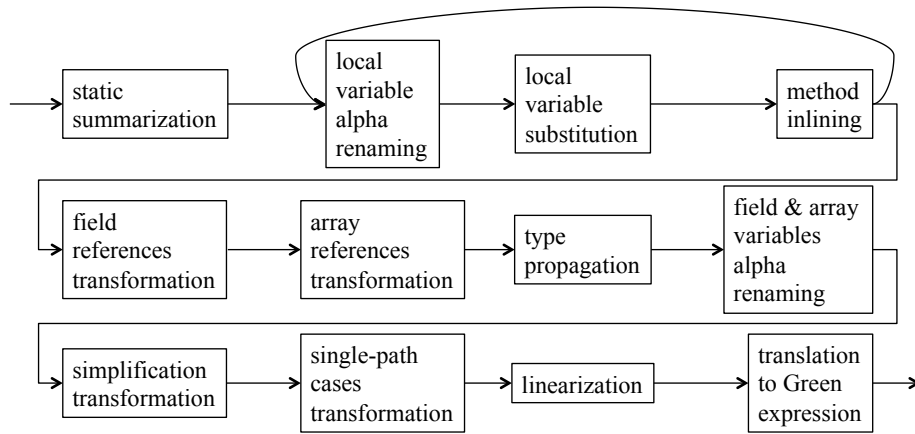 static
summarization
local
variable
alpha
renaming
local
variable
substitution
method
inlining
field
references
transformation
array
references
transformation
type
propagation
field & array
variables
alpha
renaming
simplification
transformation
single-path
cases
transformation
linearization
translation
to Green
expression